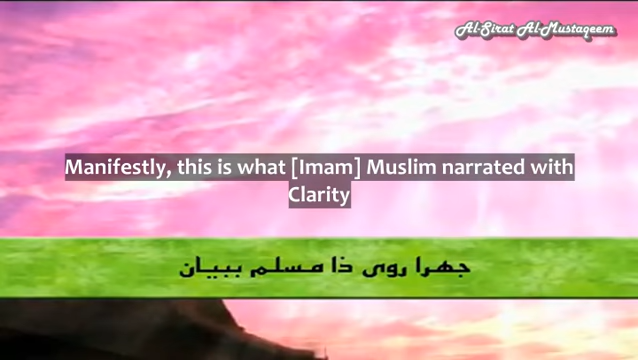 Al-Sirat Al-Mustaqeem
Manifestly, this is what [Imam] Muslim narrated with
Clarity
جهرا روى ذا مسلم ببيان